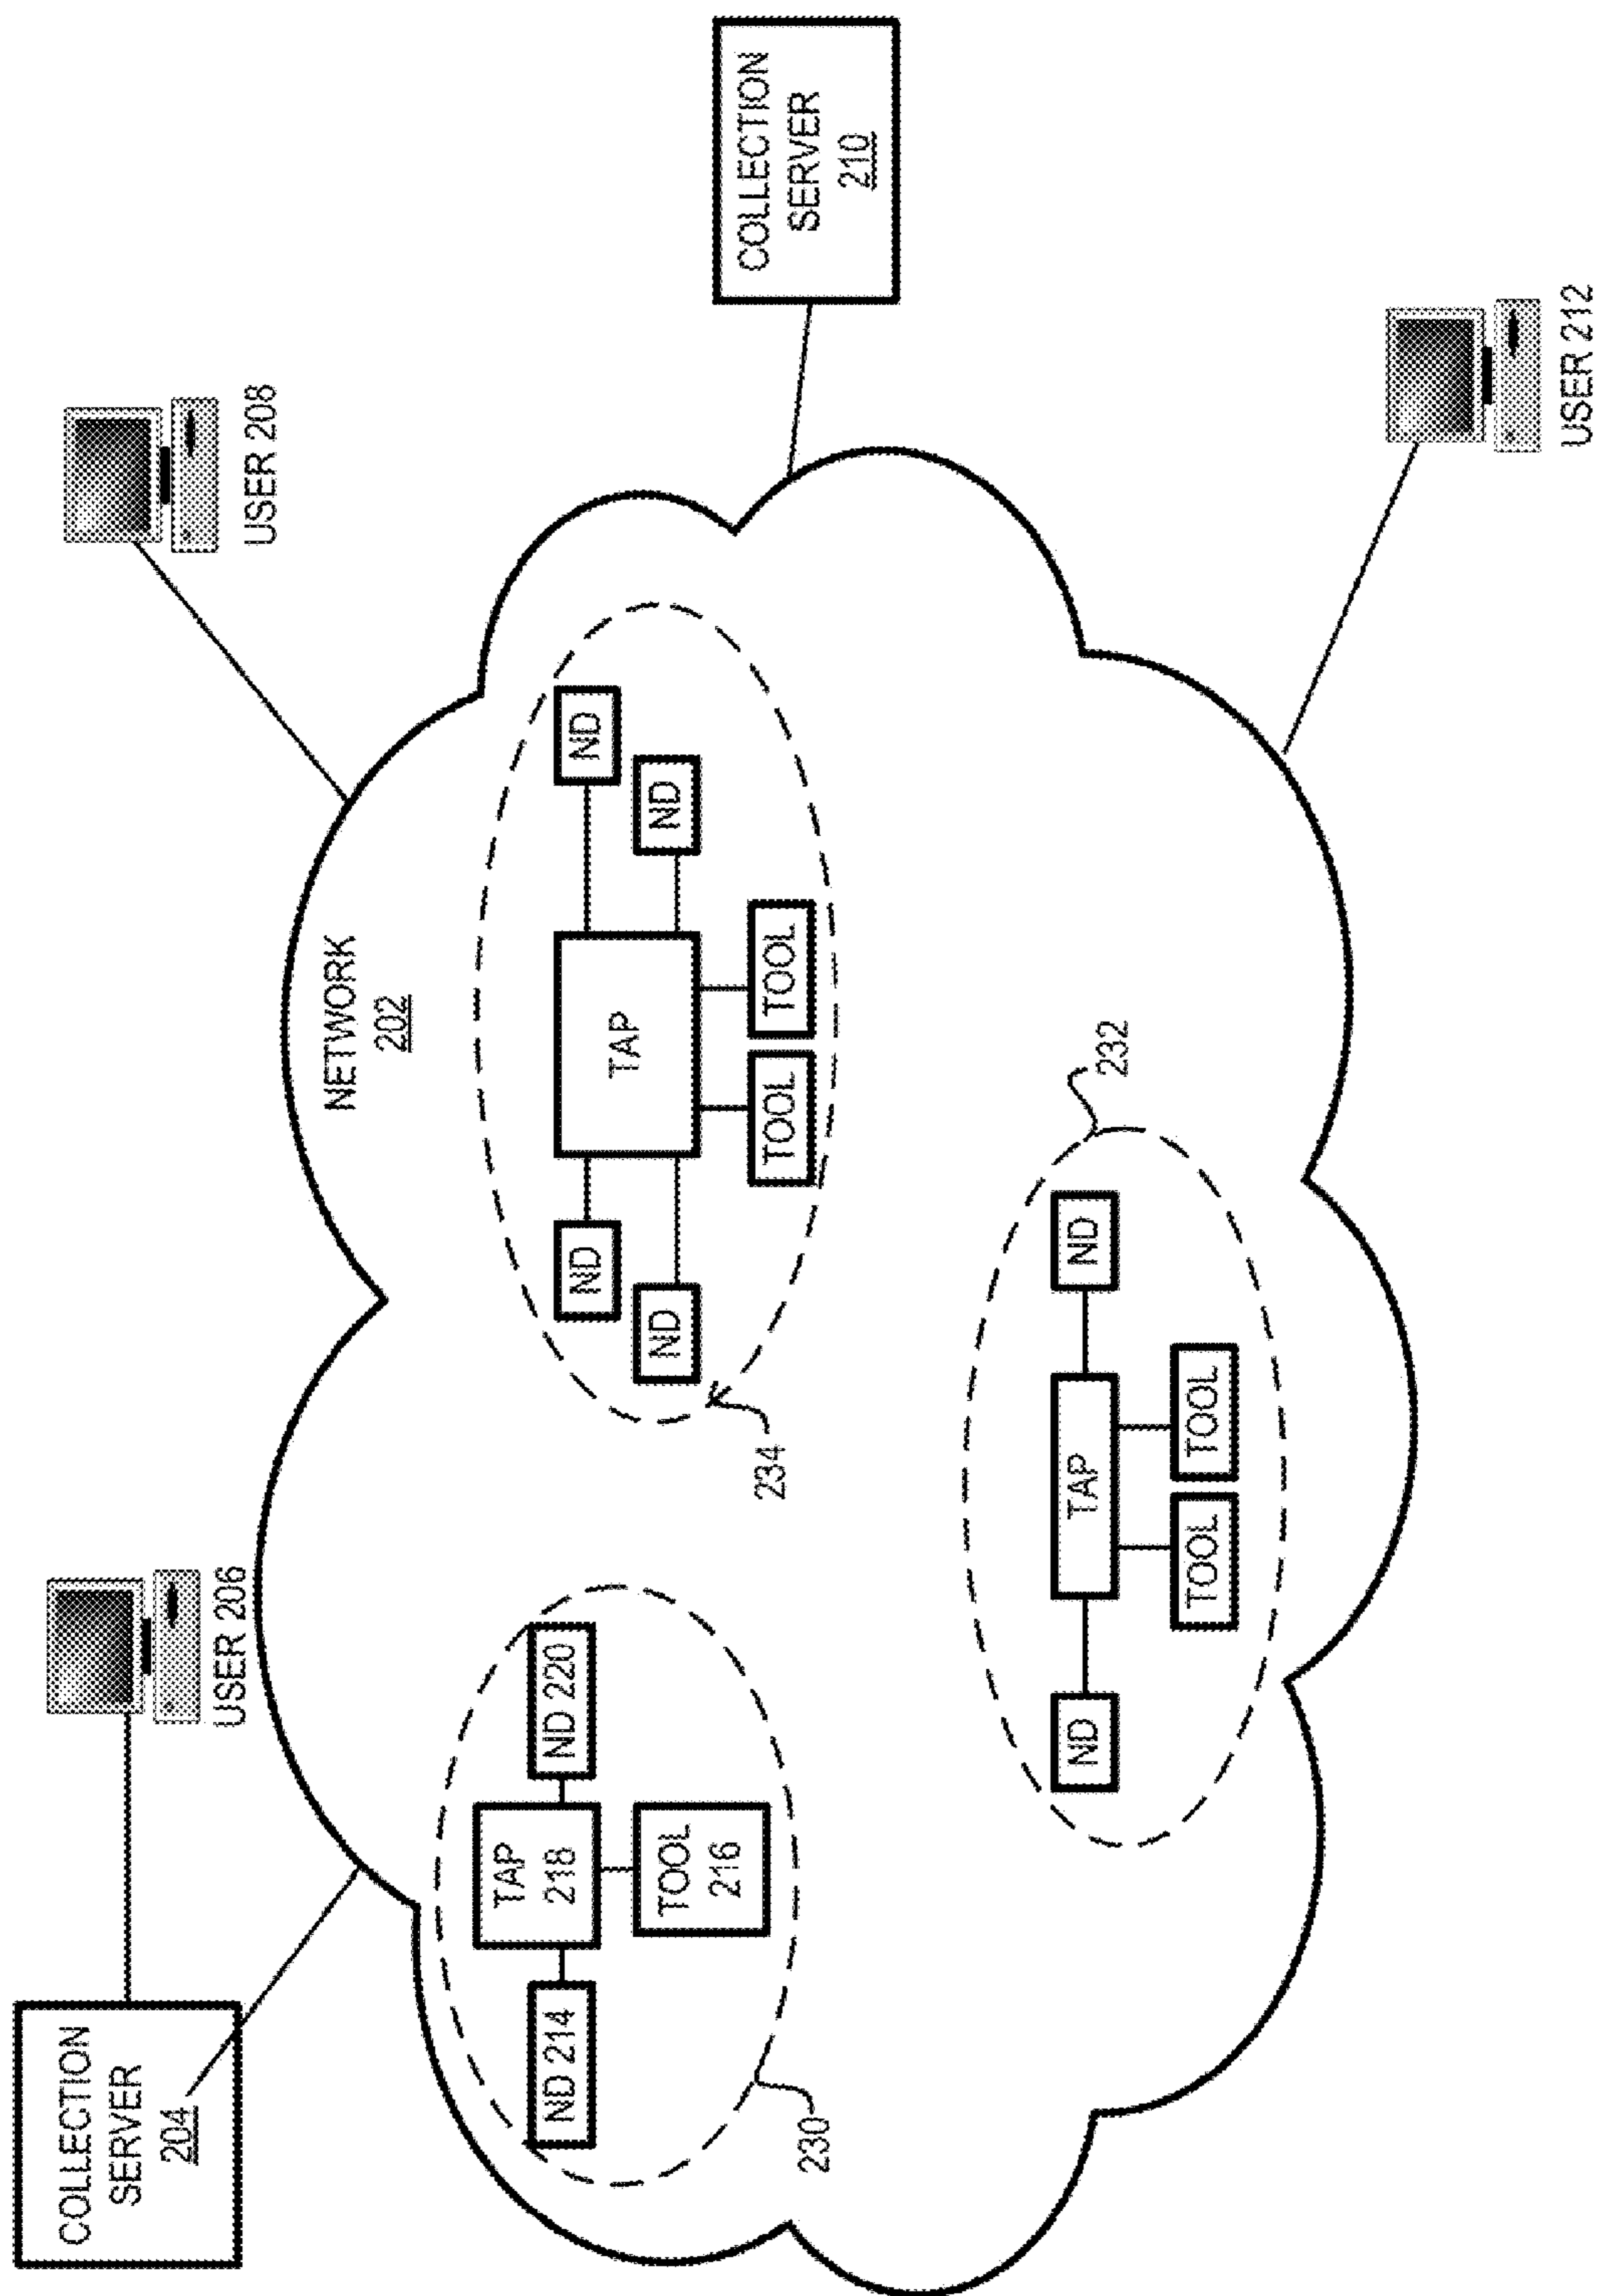 COLLECTION
SERVER
204
USER 206
USER 208
NETWORK
202
COLLECTION
SERVER
210
USER 212
230
ND 214
TAP
218
ND 220
TOOL
216
234
ND
ND
TAP
ND
ND
TOOL
TOOL
232
ND
TAP
ND
TOOL
TOOL